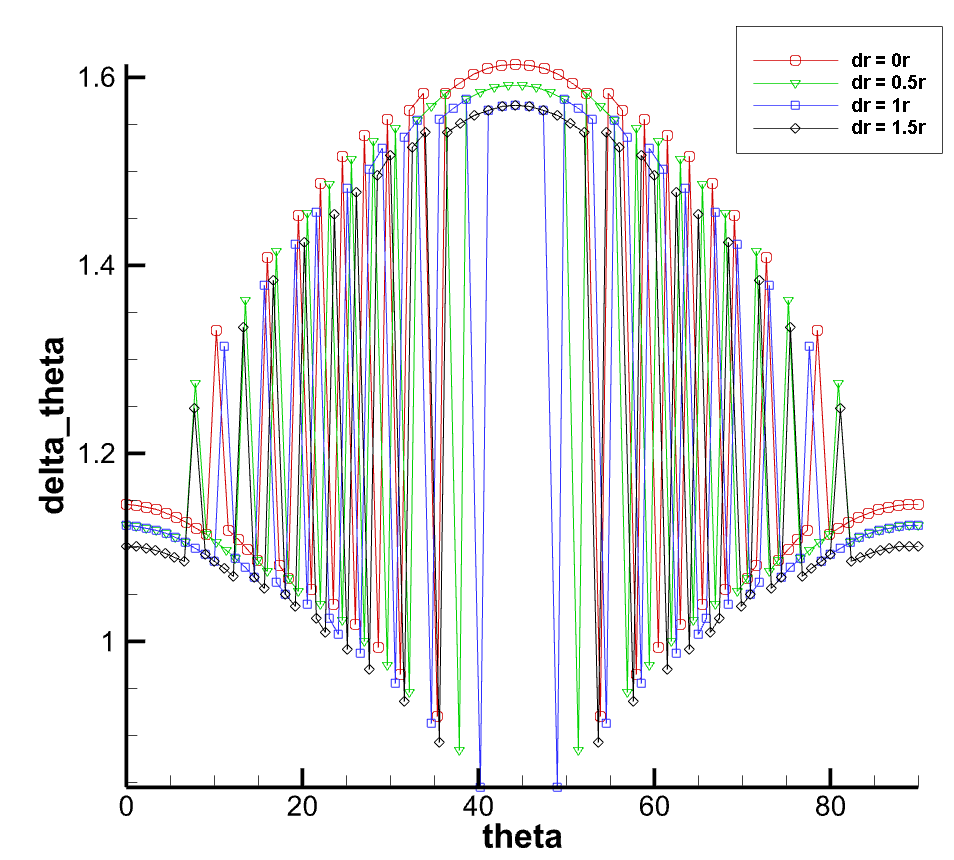 dr = 0r
dr = 0.5r
dr = 1r
dr = 1.5r
1.6
1.4
1.2
1
delta_theta
0 20 40 60 80
theta